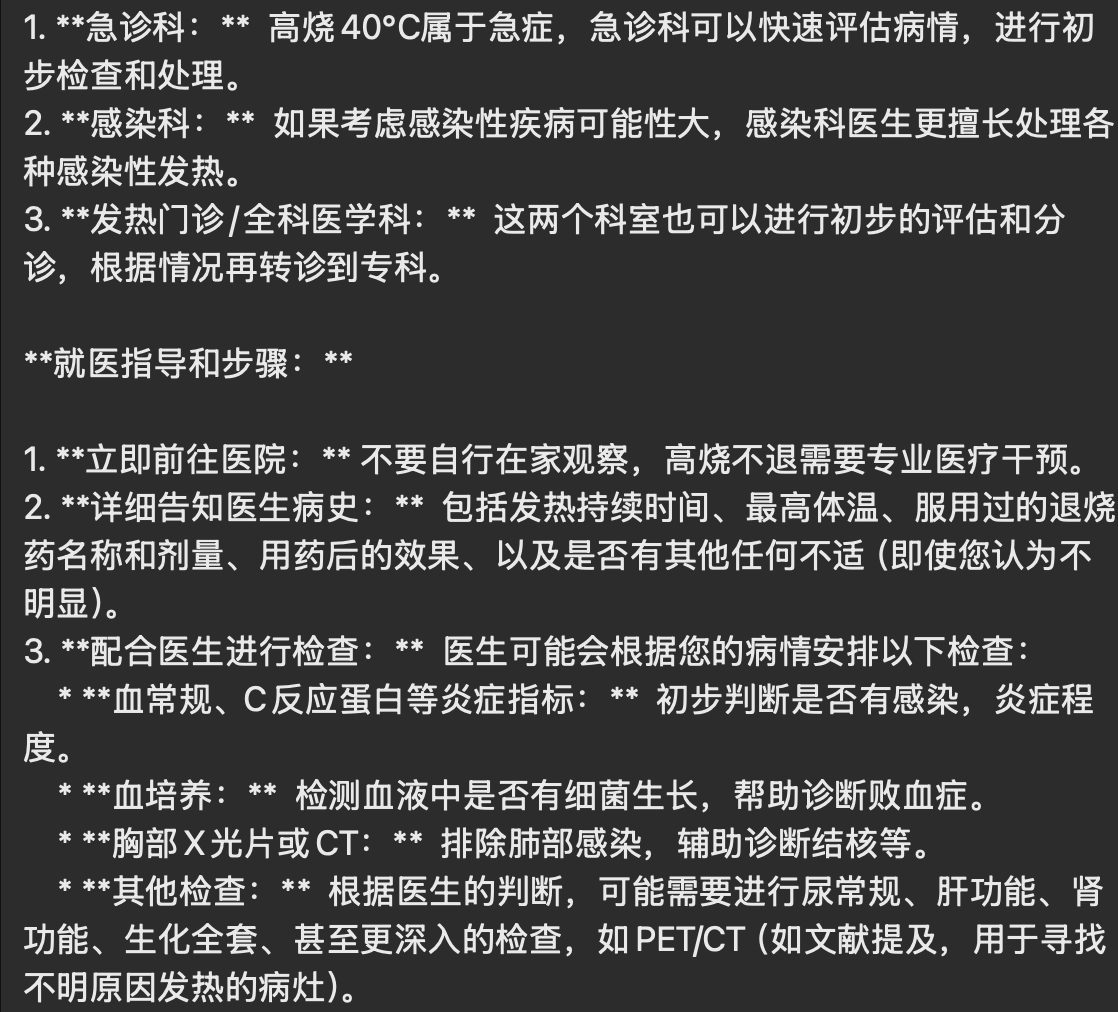 1. **急诊科：** 高烧40°C属于急症，急诊科可以快速评估病情，进行初
步检查和处理。
2. **感染科：** 如果考虑感染性疾病可能性大，感染科医生更擅长处理各
种感染性发热。
3. **发热门诊/全科医学科：** 这两个科室也可以进行初步的评估和分
诊，根据情况再转诊到专科。
**就医指导和步骤：**
1. **立即前往医院：** 不要自行在家观察，高烧不退需要专业医疗干预。
2. **详细告知医生病史：** 包括发热持续时间、最高体温、服用过的退烧
药名称和剂量、用药后的效果、以及是否有其他任何不适 (即使您认为不
明显)。
3. **配合医生进行检查：** 医生可能会根据您的病情安排以下检查：
* **血常规、C反应蛋白等炎症指标：** 初步判断是否有感染，炎症程
度。
* **血培养：** 检测血液中是否有细菌生长，帮助诊断败血症。
* **胸部X光片或CT：** 排除肺部感染，辅助诊断结核等。
* **其他检查：** 根据医生的判断，可能需要进行尿常规、肝功能、肾
功能、生化全套、甚至更深入的检查，如PET/CT (如文献提及，用于寻找
不明原因发热的病灶)。